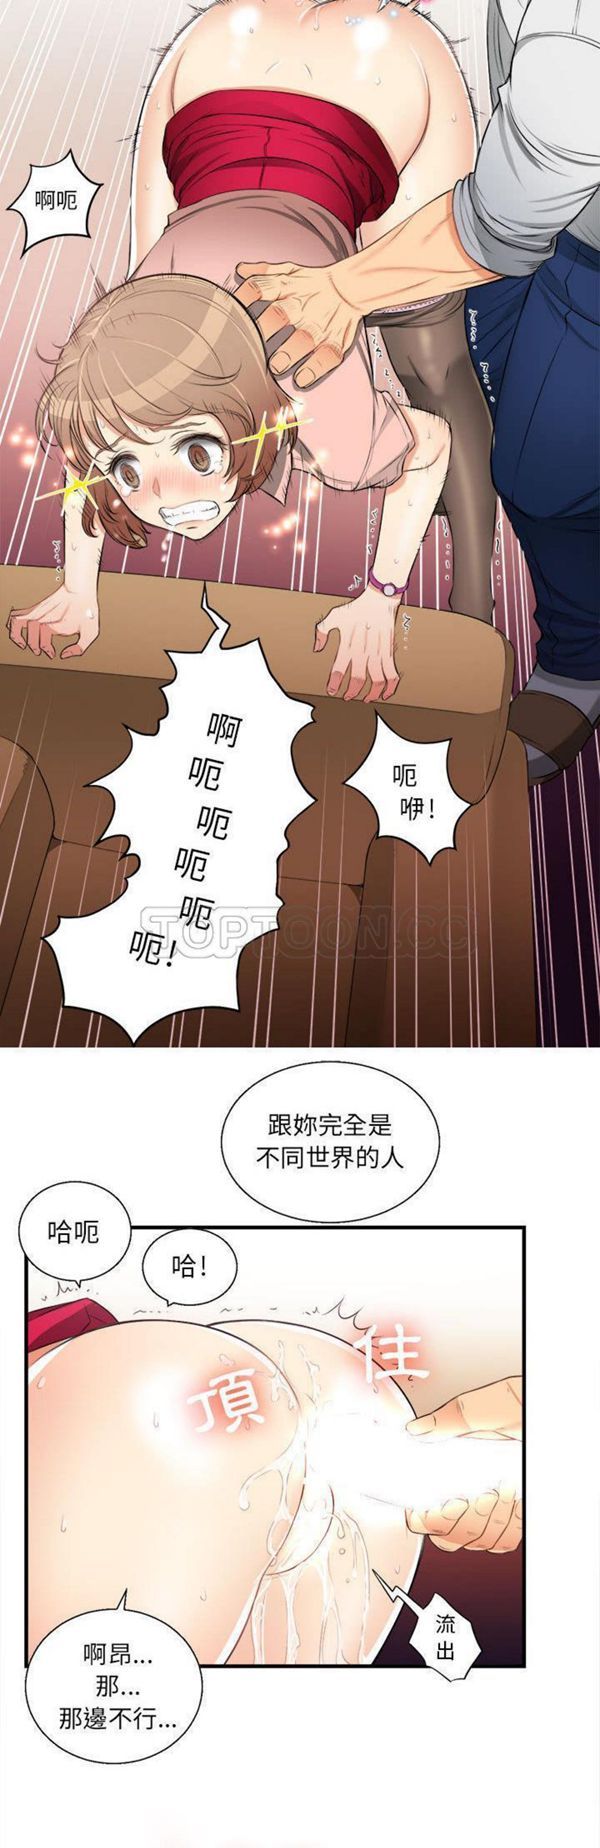 啊呃
啊
呃
呃
呃
呃
呃!
呃
咿!
TOPTOON.CC
跟妳完全是
不同世界的人
哈呃
哈!
頂住
流
出
啊昂...
那...
那邊不行...